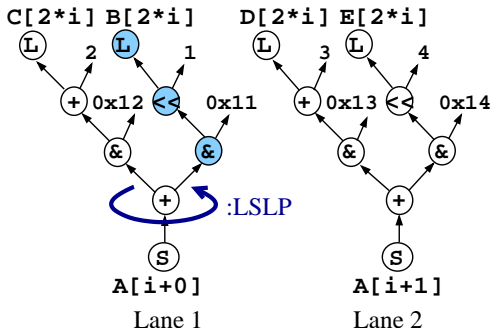 C[2*i] B[2*i] D[2*i] E[2*i]
L L L L
2 1 3 4
+ << + <<
0x12 0x11 0x13 0x14
& & & &
+ :LSLP +
S S
A[i+0] A[i+1]
Lane 1 Lane 2